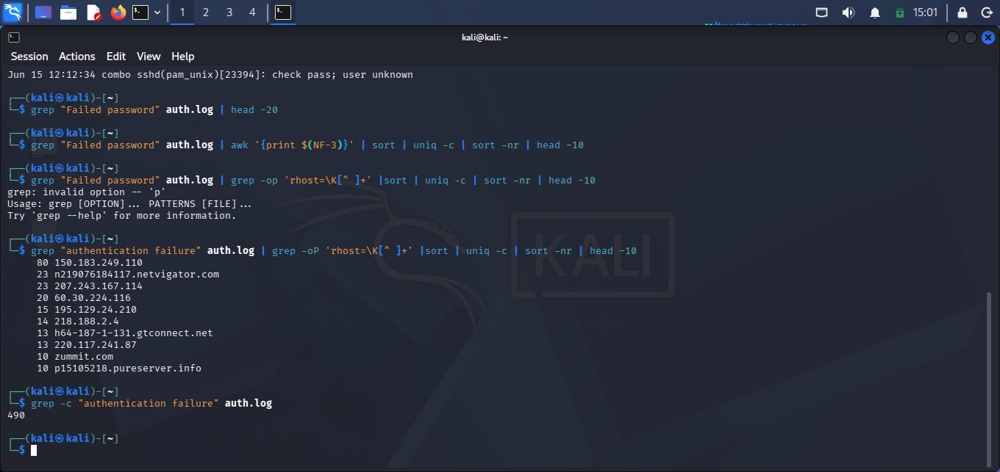 1 2 3 4 15:01
kali@kali: ~
Session Actions Edit View Help
Jun 15 12:12:34 combo sshd(pam_unix)[23394]: check pass; user unknown
Home
┌──(kali㉿kali)-[~]
└─$ grep "Failed password" auth.log | head -20
┌──(kali㉿kali)-[~]
└─$ grep "Failed password" auth.log | awk '{print $(NF-3)}' | sort | uniq -c | sort -nr | head -10
┌──(kali㉿kali)-[~]
└─$ grep "Failed password" auth.log | grep -op 'rhost=\K[^ ]+' |sort | uniq -c | sort -nr | head -10
grep: invalid option -- 'p'
Usage: grep [OPTION]... PATTERNS [FILE]...
Try 'grep --help' for more information.
┌──(kali㉿kali)-[~]
└─$ grep "authentication failure" auth.log | grep -oP 'rhost=\K[^ ]+' |sort | uniq -c | sort -nr | head -10
80 150.183.249.110
23 n219076184117.netvigator.com
23 207.243.167.114
20 60.30.224.116
15 195.129.24.210
14 218.188.2.4
13 h64-187-1-131.gtconnect.net
13 220.117.241.87
10 zummit.com
10 p15105218.pureserver.info
KALI
┌──(kali㉿kali)-[~]
└─$ grep -c "authentication failure" auth.log
490
┌──(kali㉿kali)-[~]
└─$